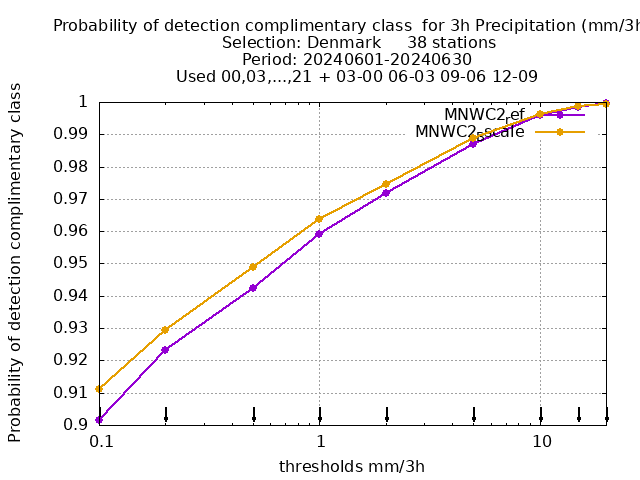 Probability of detection complimentary class  for 3h Precipitation (mm/3h
Selection: Denmark     38 stations
Period: 20240601-20240630
Used 00,03,...,21 + 03-00 06-03 09-06 12-09
Probability of detection complimentary class
1
0.99
0.98
0.97
0.96
0.95
0.94
0.93
0.92
0.91
0.9
MNWC2_ref
MNWC2_scale
0.1
1
10
thresholds mm/3h